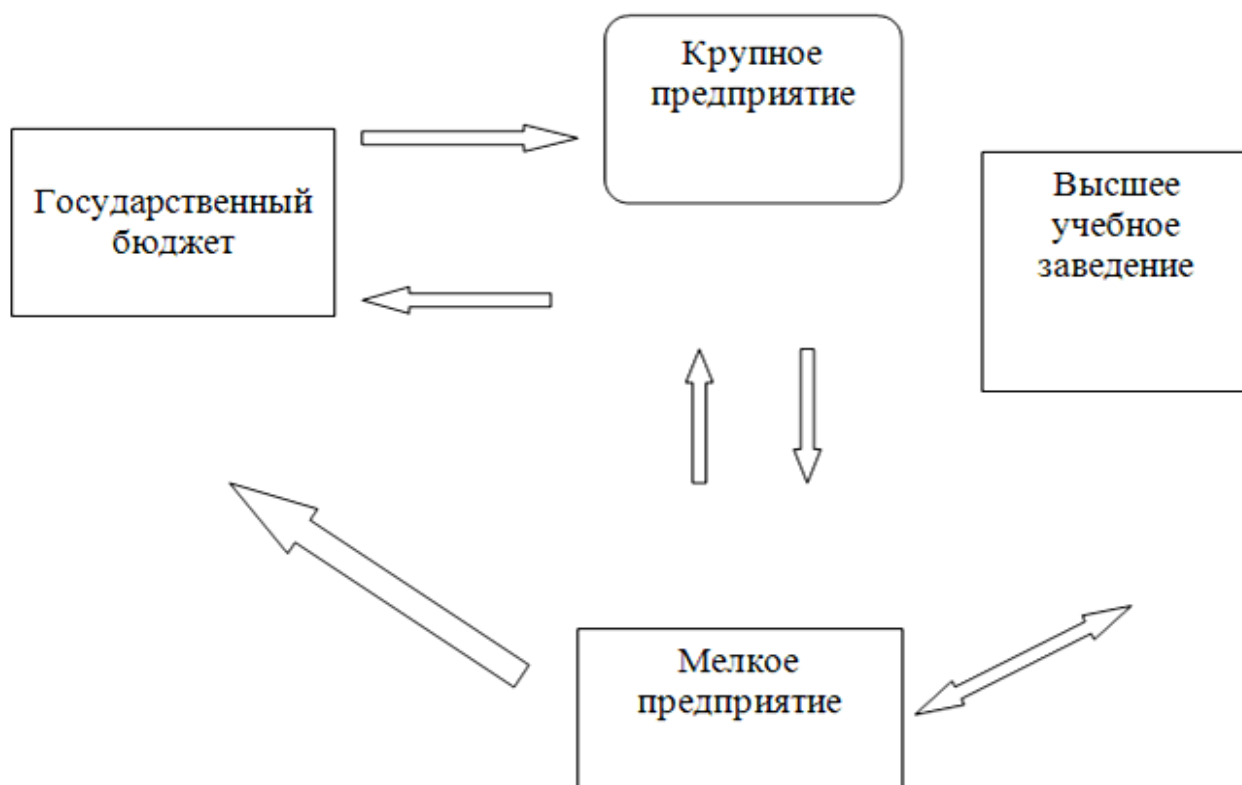 Крупное
предприятие
Государственный
бюджет
Высшее
учебное
заведение
Мелкое
предприятие